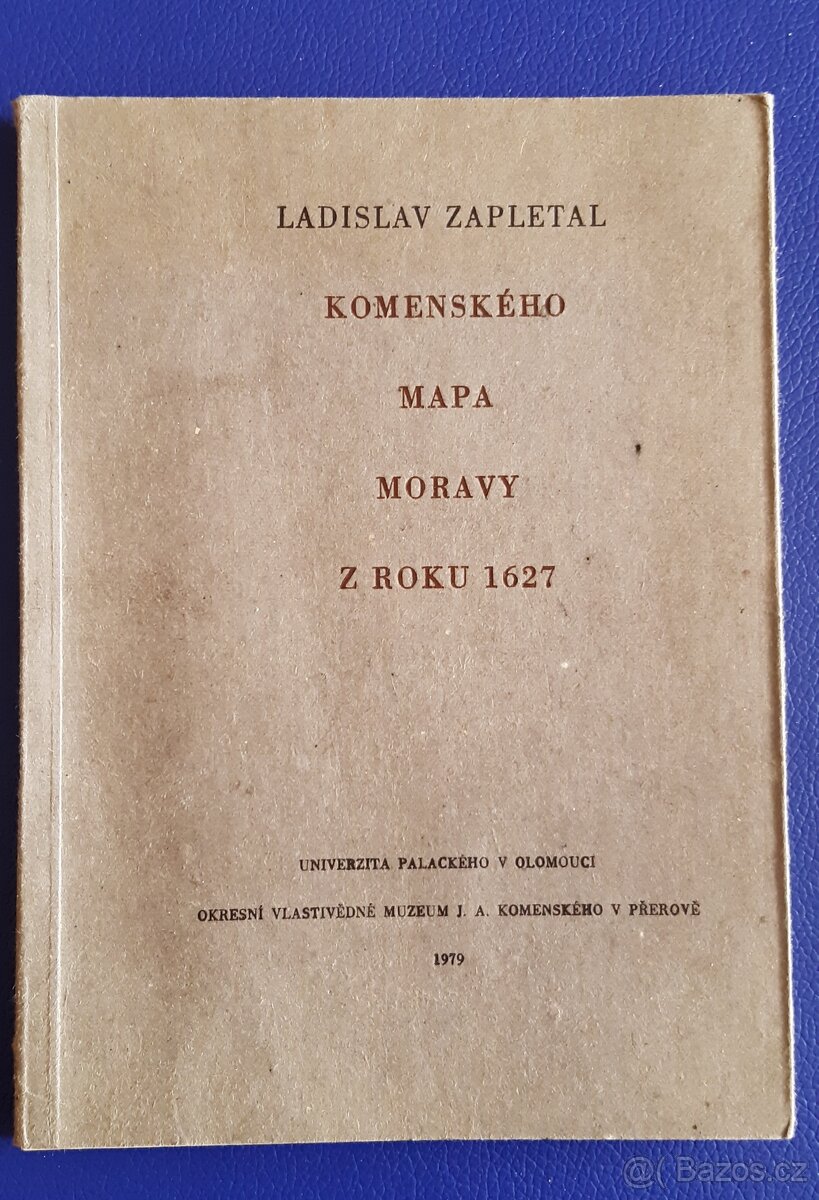 LADISLAV ZAPLETAL
KOMENSKÉHO
MAPA
MORAVY
Z ROKU 1627
UNIVERZITA PALACKÉHO V OLOMOUCI
OKRESNÍ VLASTIVĚDNÉ MUZEUM J. A. KOMENSKÉHO V PŘEROVĚ
1979
@( Bazos.cz